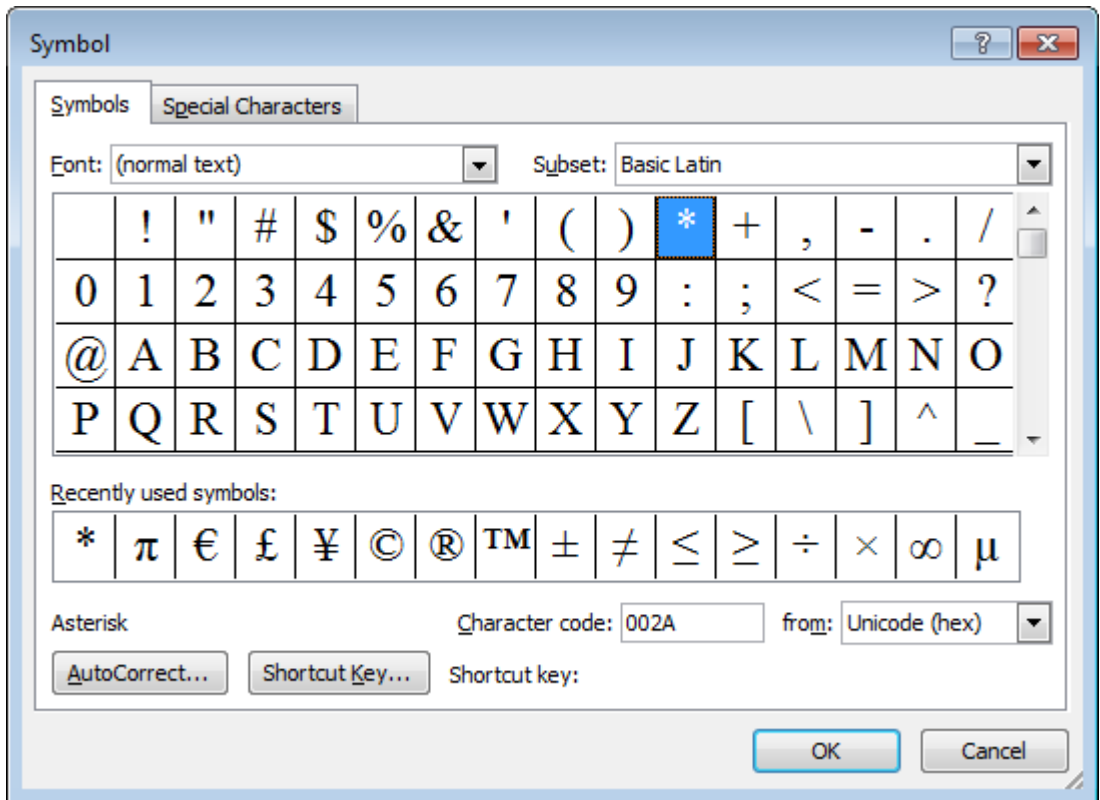 Symbol
Symbols Special Characters
Font: (normal text) Subset: Basic Latin
! " # $ % & ' ( ) * + , - . /
0 1 2 3 4 5 6 7 8 9 : ; < = > ?
@ A B C D E F G H I J K L M N O
P Q R S T U V W X Y Z [ \ ] ^ _
Recently used symbols:
* π € £ ¥ © ® ™ ± ≠ ≤ ≥ ÷ × ∞ µ
Asterisk Character code: 002A from: Unicode (hex)
AutoCorrect... Shortcut Key... Shortcut key:
OK Cancel